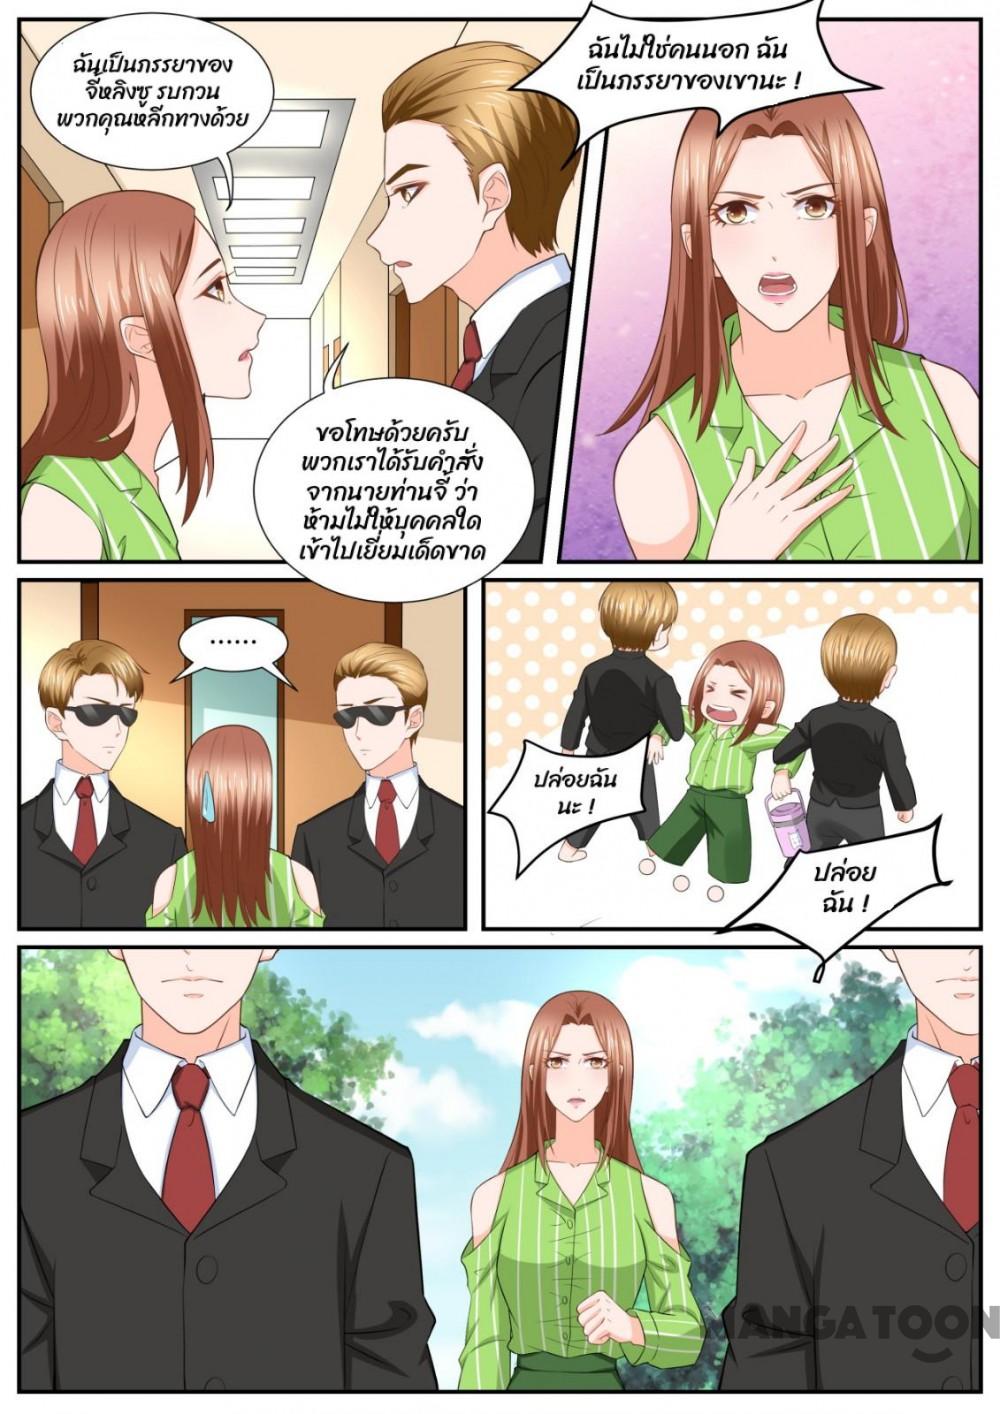 ฉันเป็นภรรยาของ
จี้หลิงซู รบกวน
พวกคุณหลีกทางด้วย
ขอโทษด้วยครับ
พวกเราได้รับคำสั่ง
จากนายท่านจี้ ว่า
ห้ามไม่ให้บุคคลใด
เข้าไปเยี่ยมเด็ดขาด
ฉันไม่ใช่คนนอก ฉัน
เป็นภรรยาของเขานะ !
......
ปล่อยฉัน
นะ !
ปล่อย
ฉัน !
MANGATOON